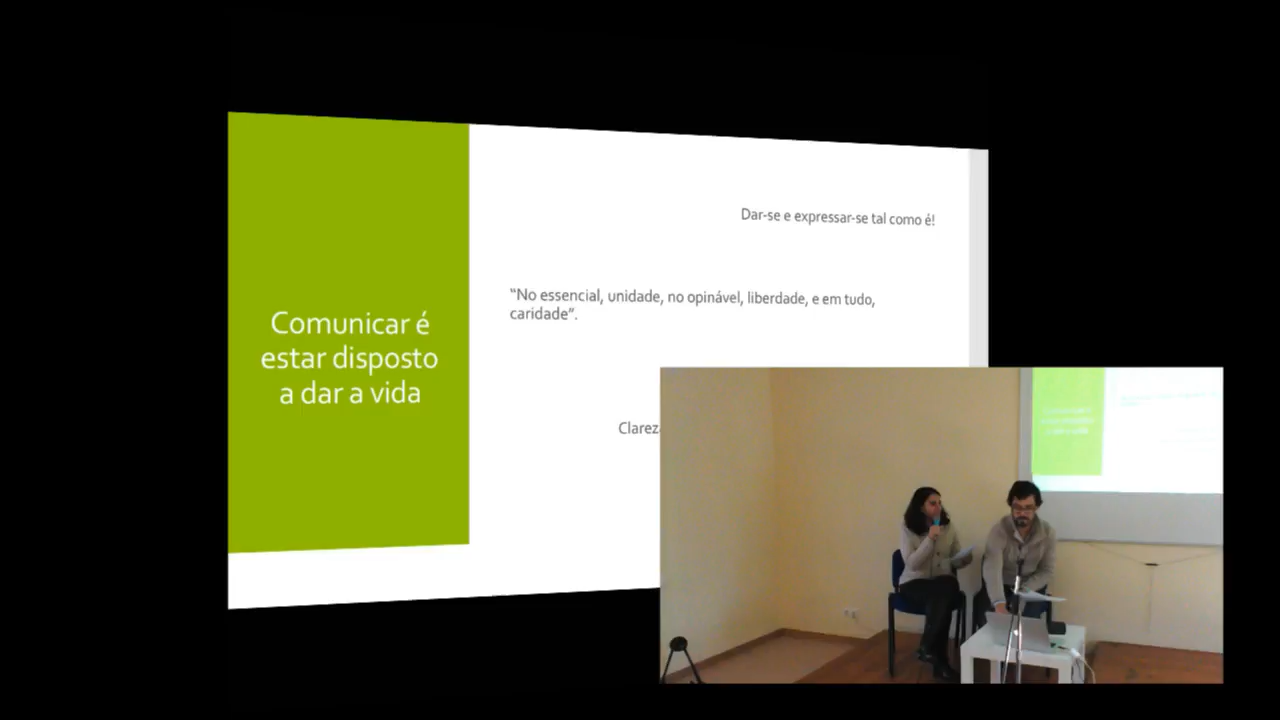 Comunicar é
estar disposto
a dar a vida
Dar-se e expressar-se tal como é!
“No essencial, unidade, no opinável, liberdade, e em tudo,
caridade”.